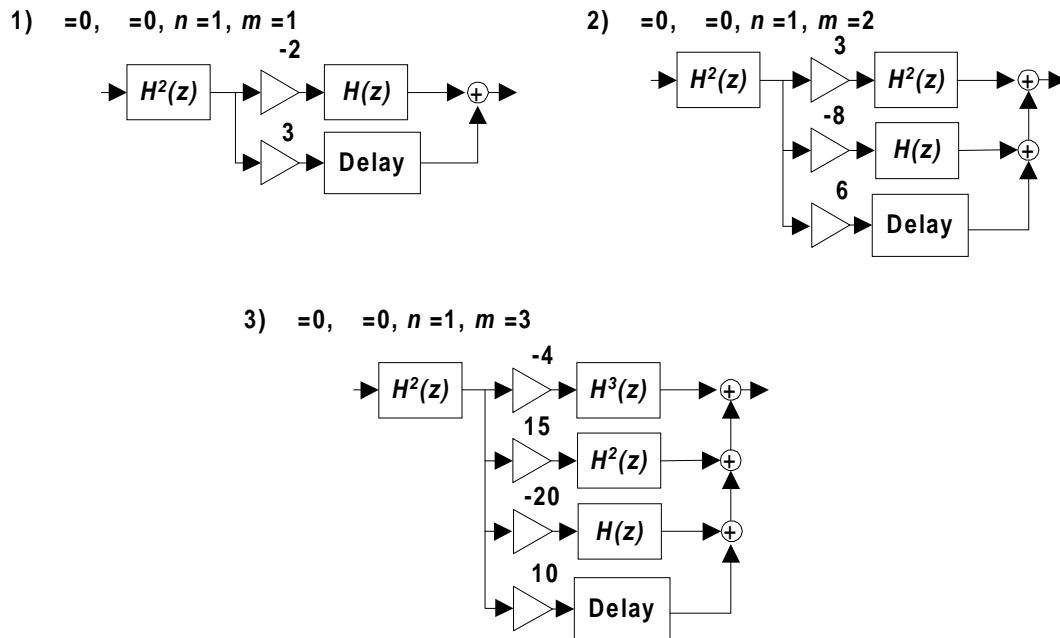 1) =0, =0, n =1, m =1
-2
H²(z)
H(z)
+
3
Delay
2) =0, =0, n =1, m =2
3
H²(z)
H²(z)
+
-8
H(z)
+
6
Delay
3) =0, =0, n =1, m =3
-4
H²(z)
H³(z)
+
15
H²(z)
+
-20
H(z)
+
10
Delay